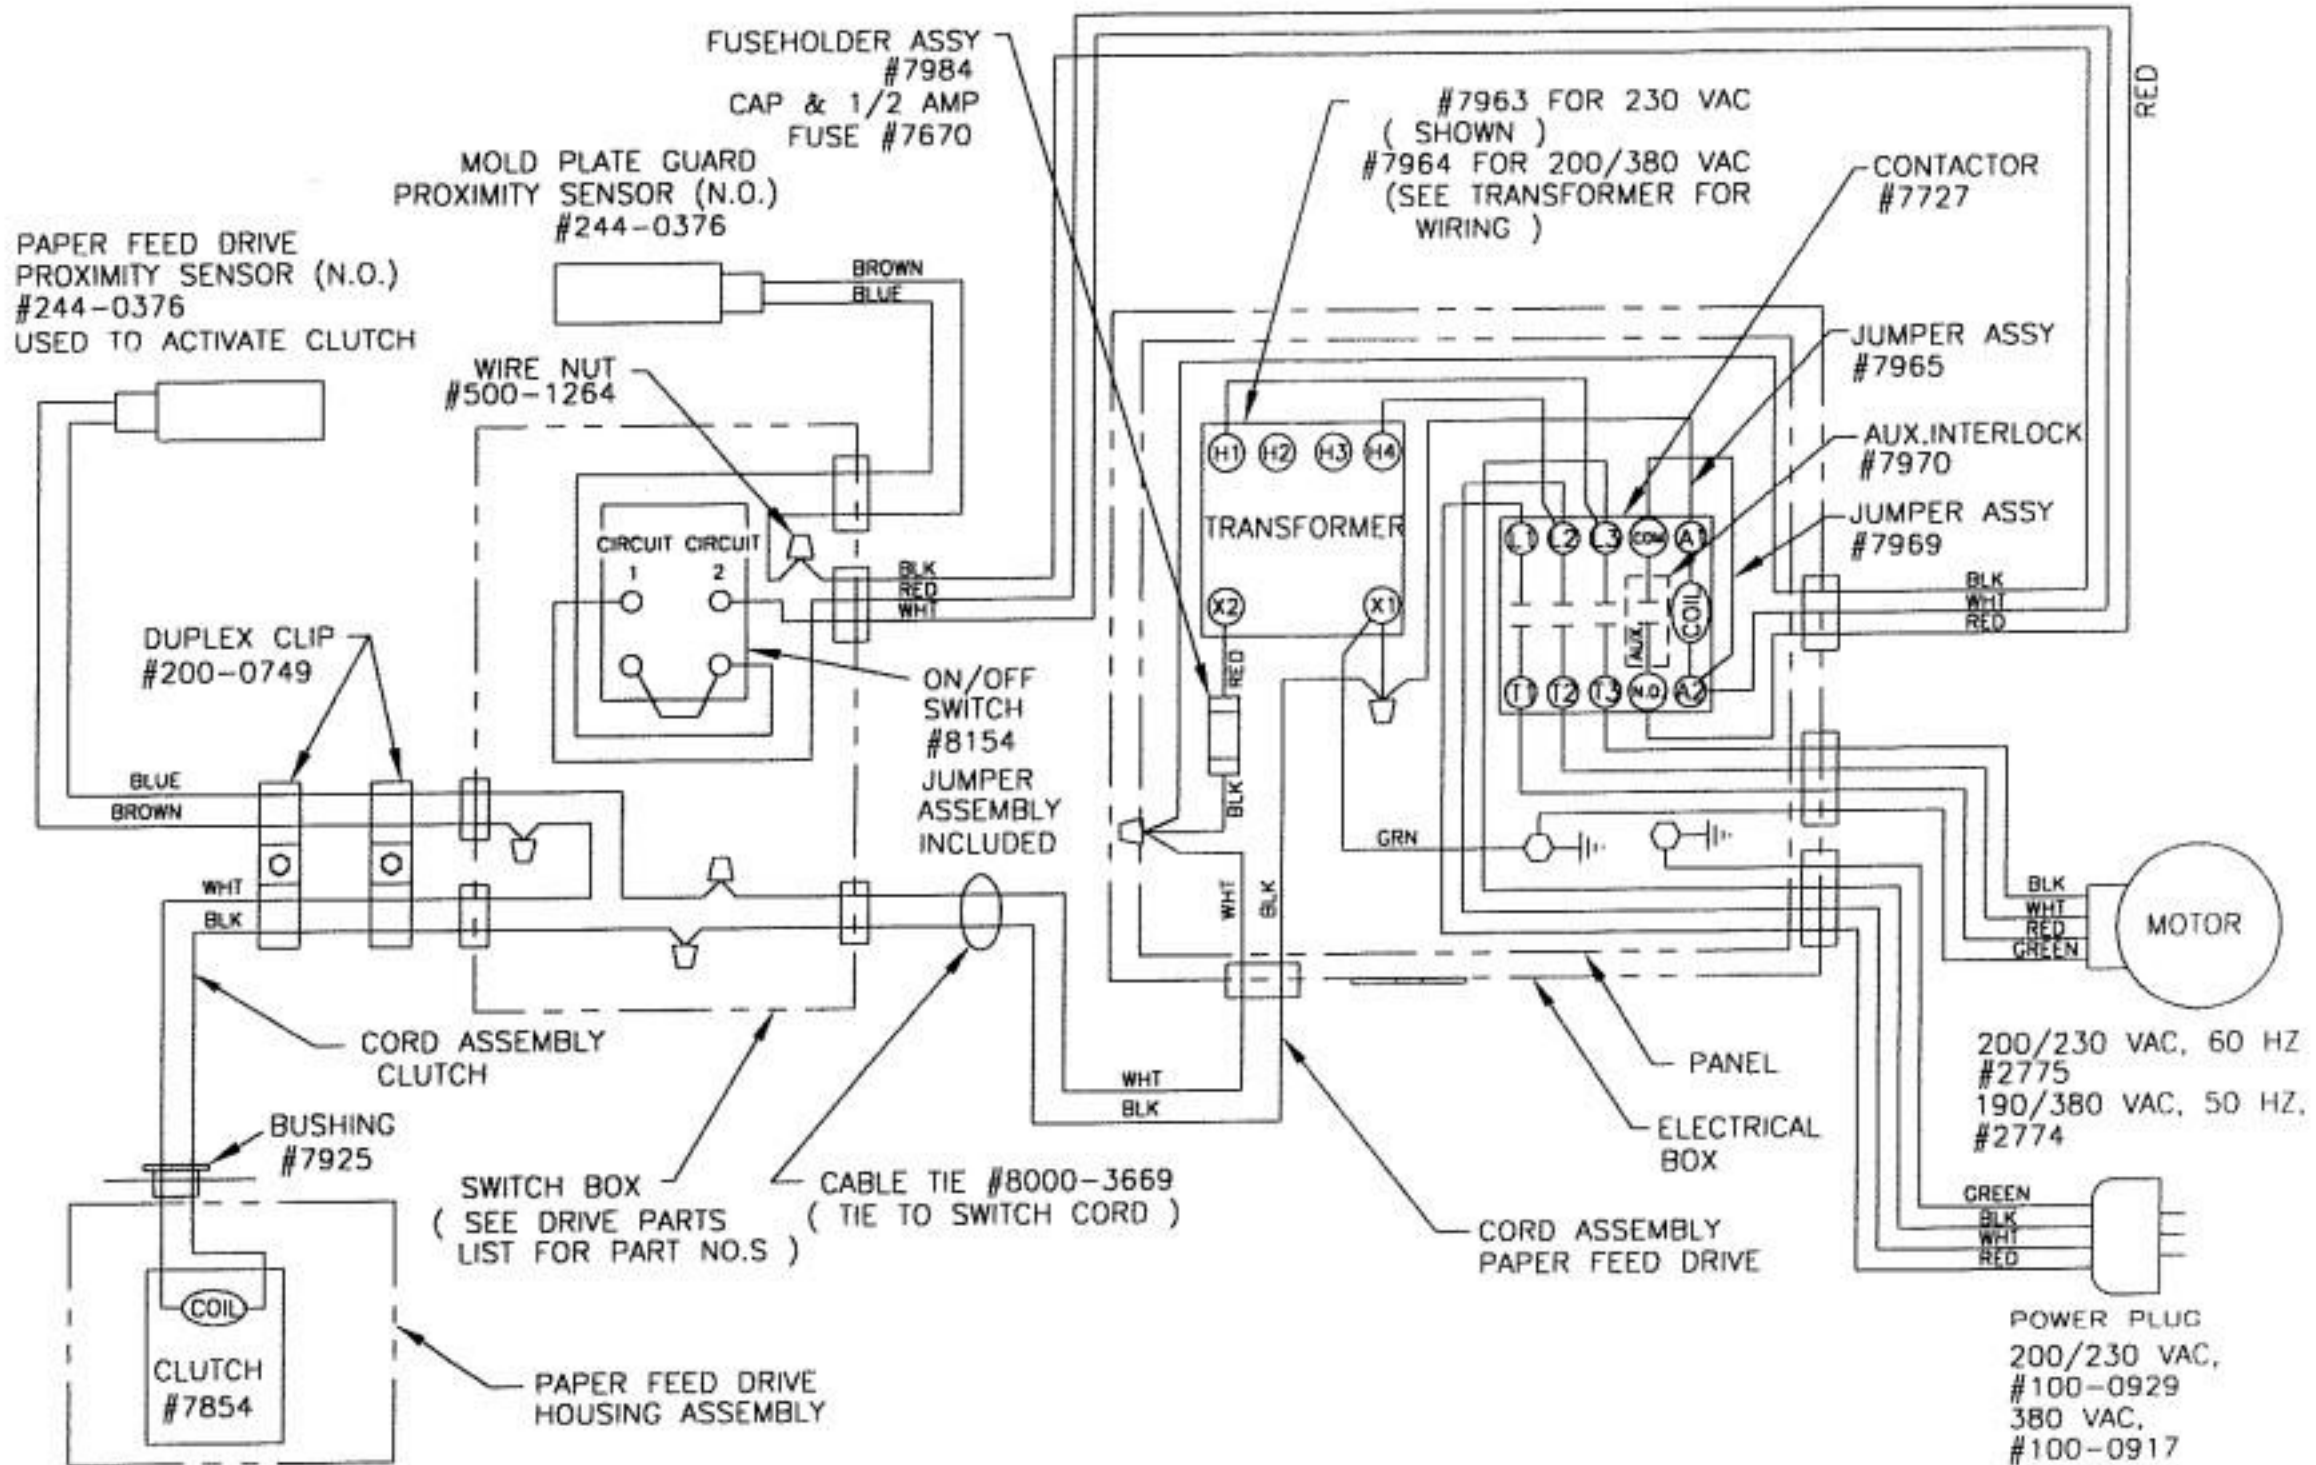 FUSEHOLDER ASSY
#7984
CAP & 1/2 AMP
FUSE #7670
MOLD PLATE GUARD
PROXIMITY SENSOR (N.O.)
#244-0376
PAPER FEED DRIVE
PROXIMITY SENSOR (N.O.)
#244-0376
USED TO ACTIVATE CLUTCH
#7963 FOR 230 VAC
( SHOWN )
#7964 FOR 200/380 VAC
(SEE TRANSFORMER FOR
WIRING )
CONTACTOR
#7727
RED
BROWN
BLUE
WIRE NUT
#500-1264
JUMPER ASSY
#7965
AUX.INTERLOCK
#7970
JUMPER ASSY
#7969
H1 H2 H3 H4
TRANSFORMER
X2 X1
L1 L2 L3 COM A1
AUX.
COIL
T1 T2 T3 N.O. A2
CIRCUIT CIRCUIT
1 2
BLK
RED
WHT
BLK
WHT
RED
DUPLEX CLIP
#200-0749
ON/OFF
SWITCH
#8154
JUMPER
ASSEMBLY
INCLUDED
RED
BLK
BLUE
BROWN
WHT
BLK
GRN
WHT
BLK
BLK
WHT
RED
GREEN
MOTOR
200/230 VAC, 60 HZ
#2775
190/380 VAC, 50 HZ,
#2774
CORD ASSEMBLY
CLUTCH
PANEL
ELECTRICAL
BOX
WHT
BLK
BUSHING
#7925
SWITCH BOX
( SEE DRIVE PARTS
LIST FOR PART NO.S )
CABLE TIE #8000-3669
( TIE TO SWITCH CORD )
CORD ASSEMBLY
PAPER FEED DRIVE
GREEN
BLK
WHT
RED
POWER PLUG
200/230 VAC,
#100-0929
380 VAC,
#100-0917
COIL
CLUTCH
#7854
PAPER FEED DRIVE
HOUSING ASSEMBLY